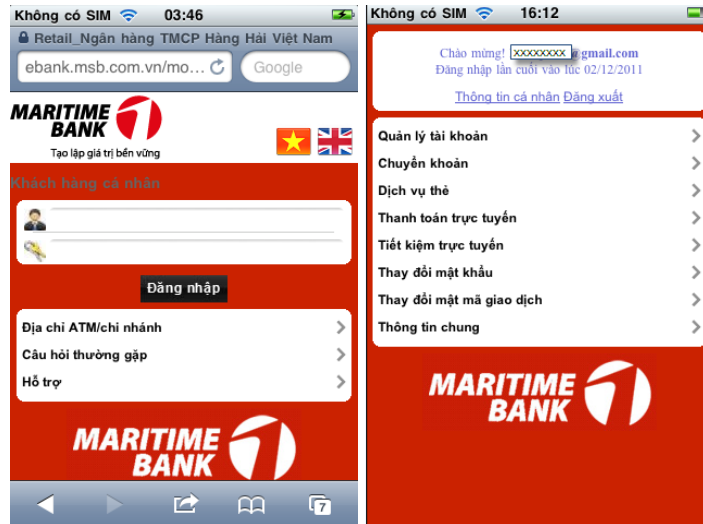 Không có SIM 03:46
Retail_Ngân hàng TMCP Hàng Hải Việt Nam
ebank.msb.com.vn/mo... Google
MARITIME
BANK
Tạo lập giá trị bền vững
Khách hàng cá nhân
Đăng nhập
Địa chỉ ATM/chi nhánh
Câu hỏi thường gặp
Hỗ trợ
MARITIME
BANK
7
Không có SIM 16:12
Chào mừng! xxxxxxxx @gmail.com
Đăng nhập lần cuối vào lúc 02/12/2011
Thông tin cá nhân Đăng xuất
Quản lý tài khoản
Chuyển khoản
Dịch vụ thẻ
Thanh toán trực tuyến
Tiết kiệm trực tuyến
Thay đổi mật khẩu
Thay đổi mật mã giao dịch
Thông tin chung
MARITIME
BANK